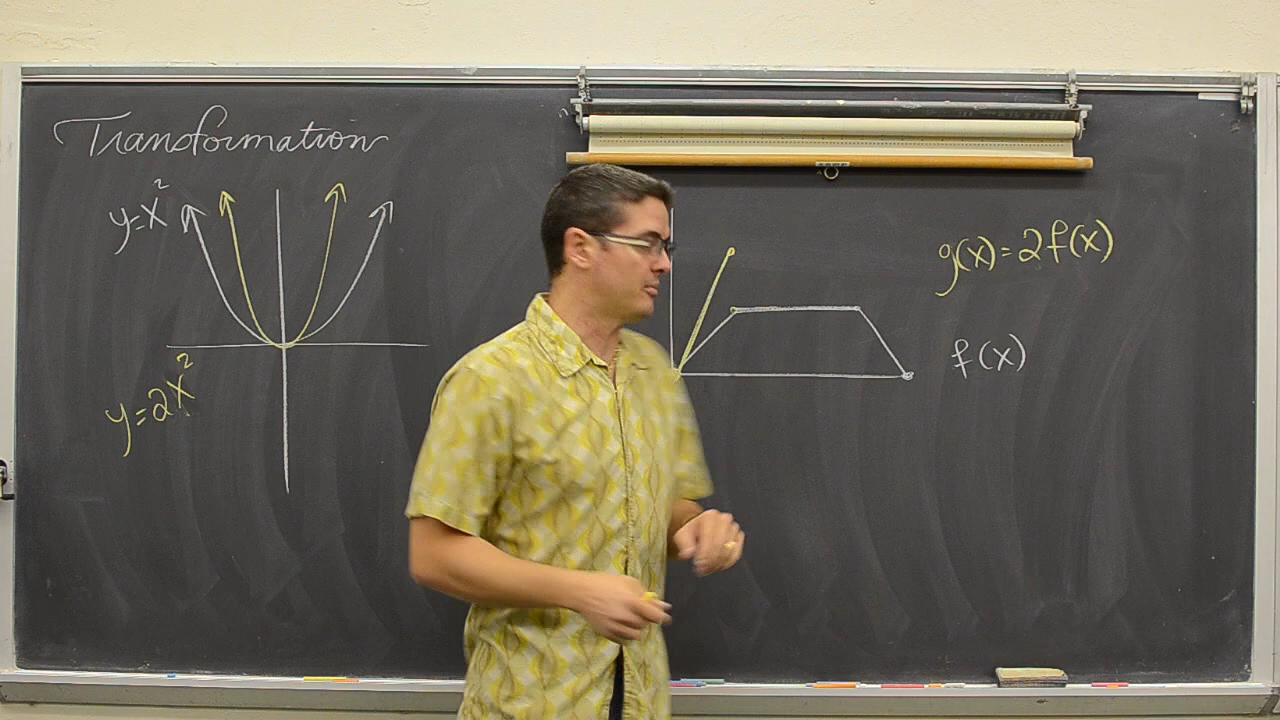 Transformation
y=x²
y=2x²
g(x)=2f(x)
f(x)